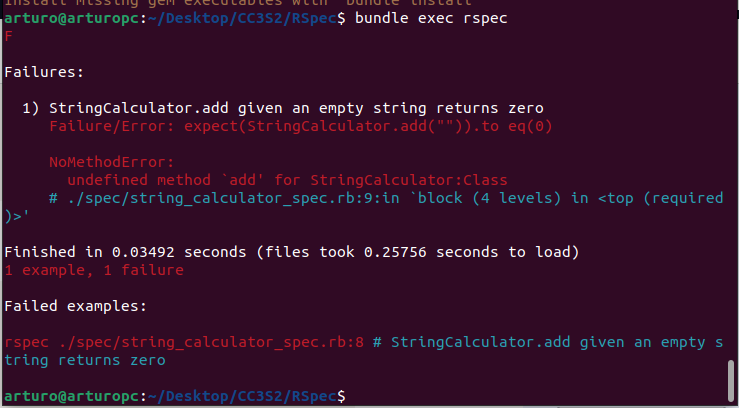 Install missing gem executables with `bundle install`
arturo@arturopc:~/Desktop/CC3S2/RSpec$ bundle exec rspec
F
Failures:
1) StringCalculator.add given an empty string returns zero
Failure/Error: expect(StringCalculator.add("")).to eq(0)
NoMethodError:
undefined method `add' for StringCalculator:Class
# ./spec/string_calculator_spec.rb:9:in `block (4 levels) in <top (required
)>'
Finished in 0.03492 seconds (files took 0.25756 seconds to load)
1 example, 1 failure
Failed examples:
rspec ./spec/string_calculator_spec.rb:8 # StringCalculator.add given an empty s
tring returns zero
arturo@arturopc:~/Desktop/CC3S2/RSpec$